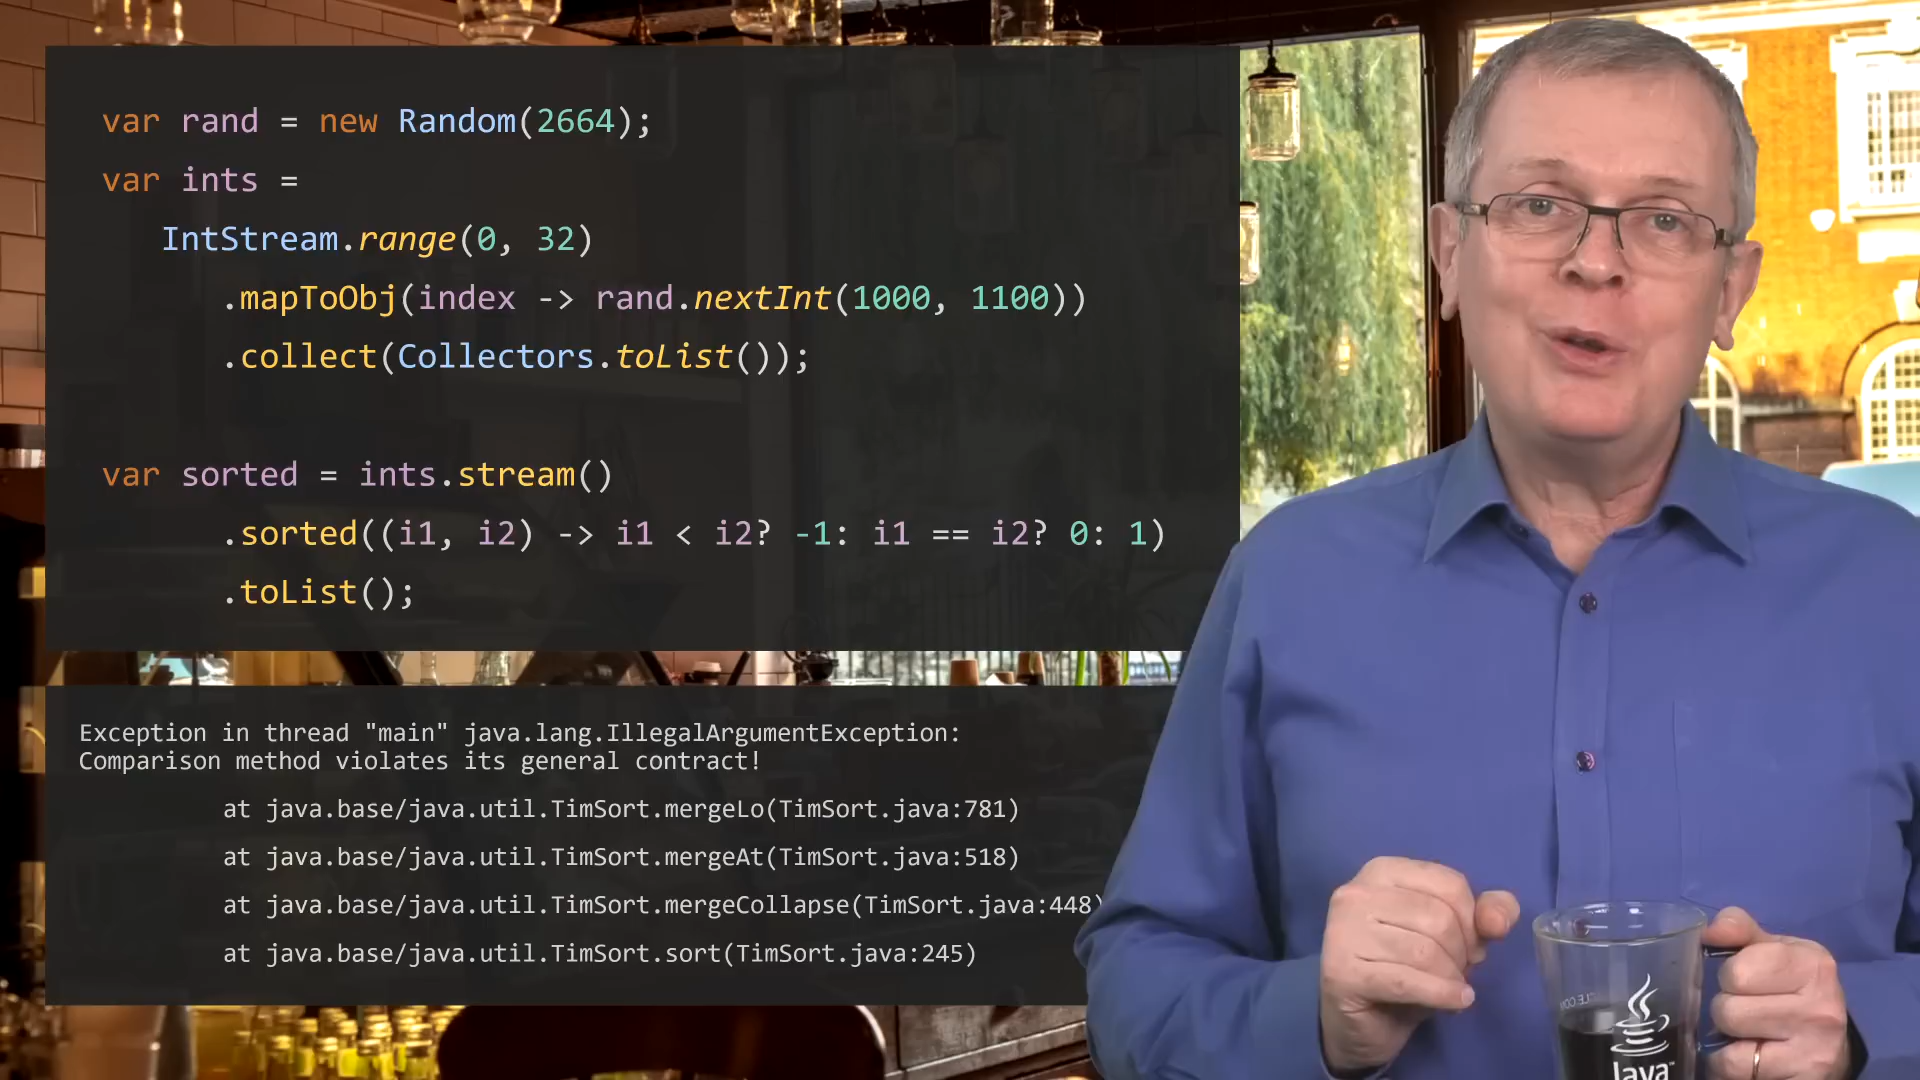 var rand = new Random(2664);
var ints =
IntStream.range(0, 32)
.mapToObj(index -> rand.nextInt(1000, 1100))
.collect(Collectors.toList());
var sorted = ints.stream()
.sorted((i1, i2) -> i1 < i2? -1: i1 == i2? 0: 1)
.toList();
Exception in thread "main" java.lang.IllegalArgumentException:
Comparison method violates its general contract!
at java.base/java.util.TimSort.mergeLo(TimSort.java:781)
at java.base/java.util.TimSort.mergeAt(TimSort.java:518)
at java.base/java.util.TimSort.mergeCollapse(TimSort.java:448)
at java.base/java.util.TimSort.sort(TimSort.java:245)
Java